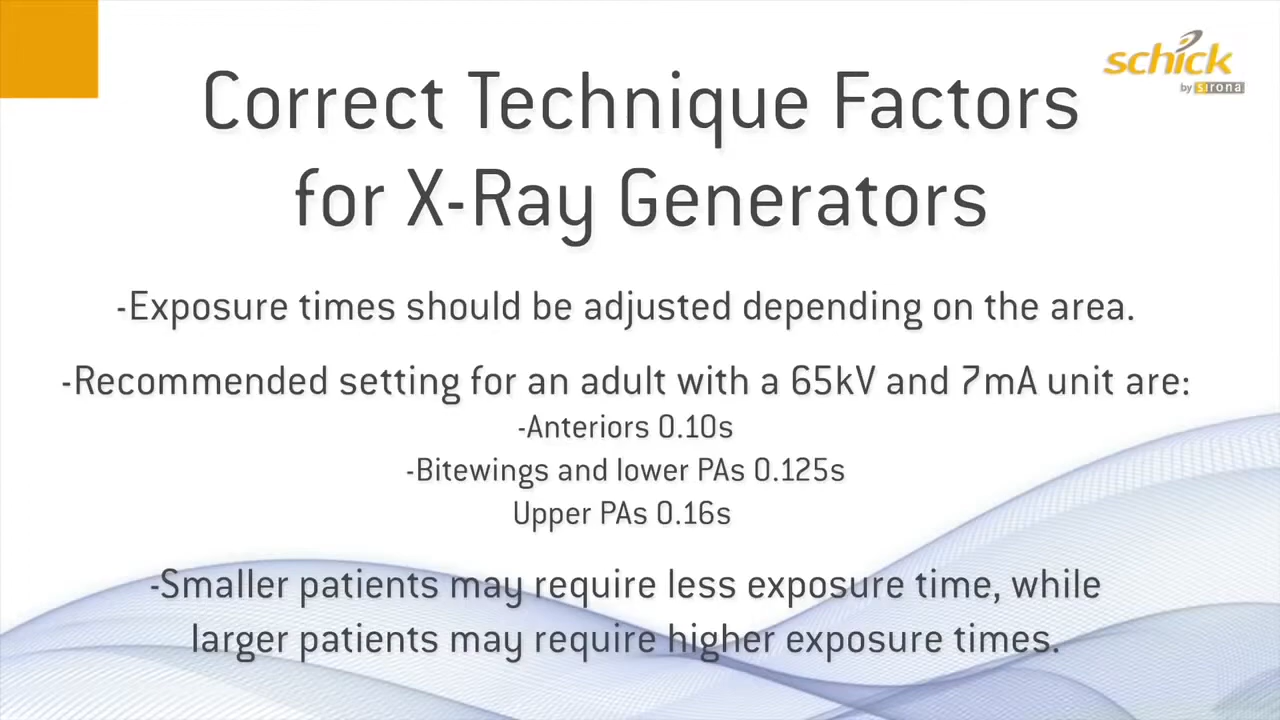 schick
by sirona
Correct Technique Factors
for X-Ray Generators
-Exposure times should be adjusted depending on the area.
-Recommended setting for an adult with a 65kV and 7mA unit are:
-Anteriors 0.10s
-Bitewings and lower PAs 0.125s
Upper PAs 0.16s
-Smaller patients may require less exposure time, while
larger patients may require higher exposure times.